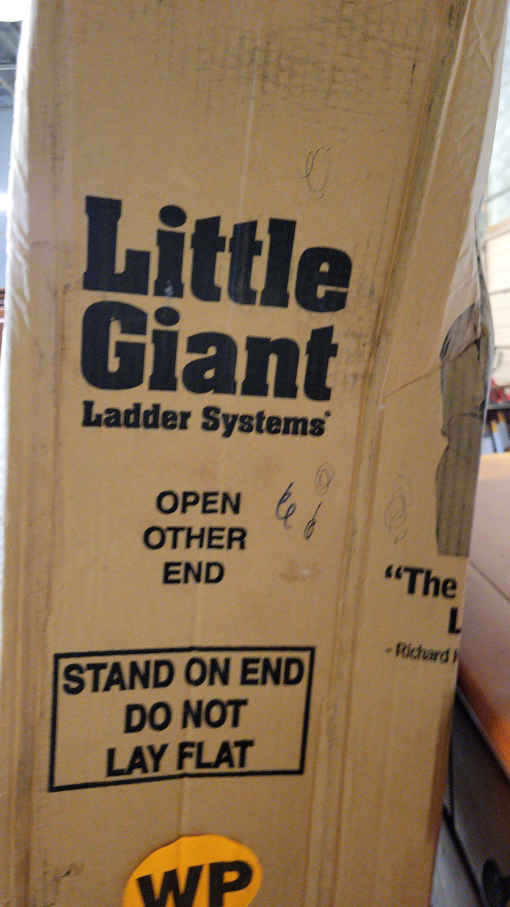 Little
Giant
Ladder Systems
OPEN
OTHER
END
"The
L
- Richard
STAND ON END
DO NOT
LAY FLAT
WP